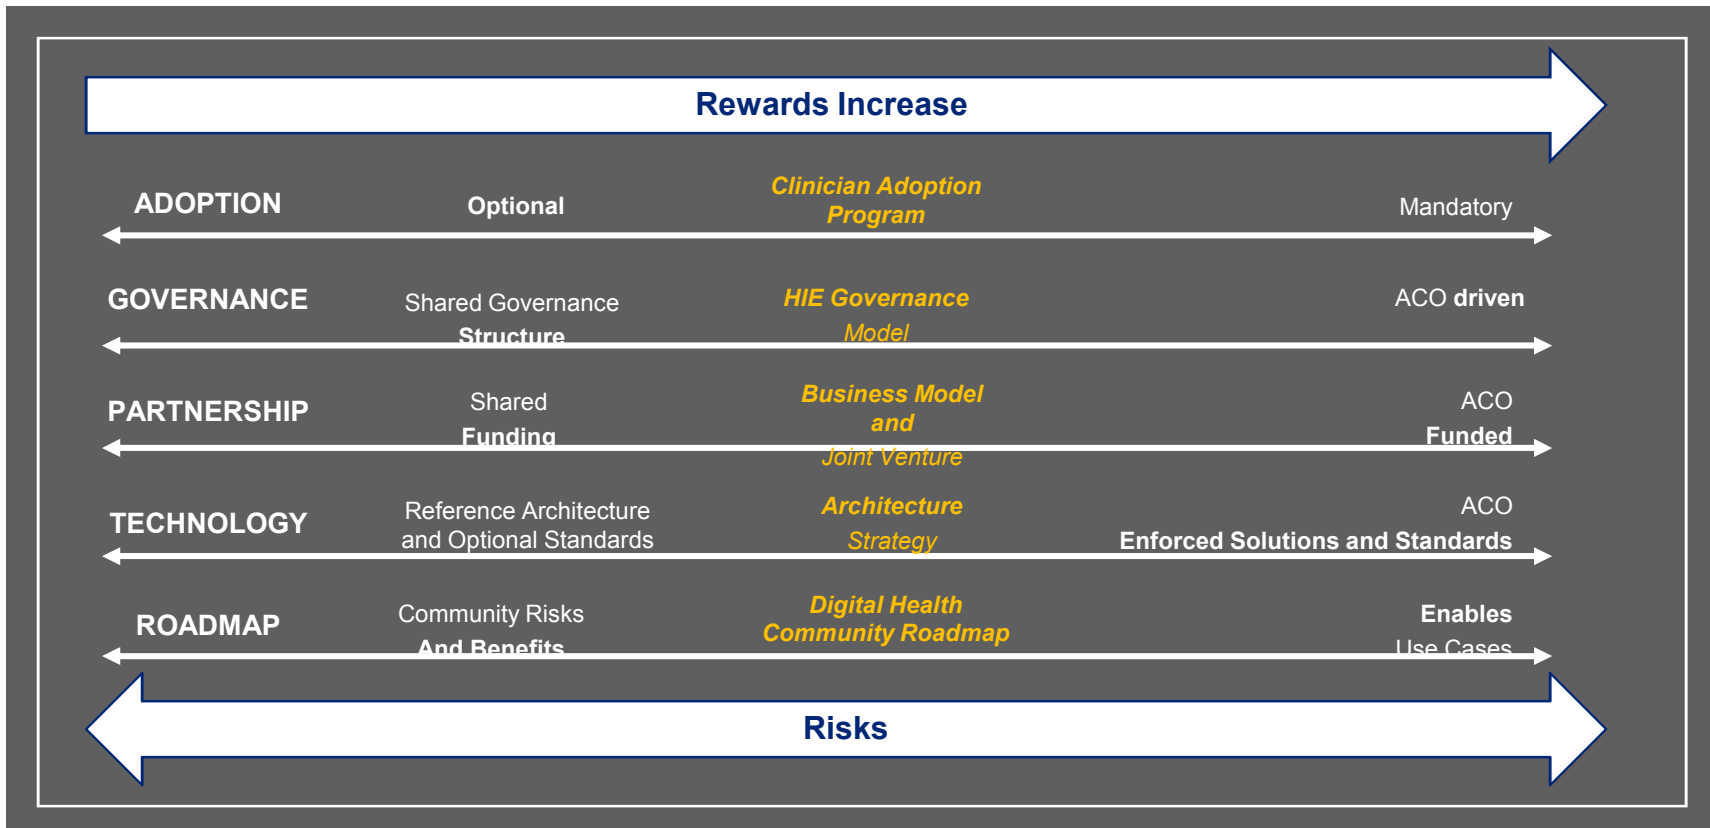 Rewards Increase
ADOPTION
Optional
Clinician Adoption
Program
Mandatory
GOVERNANCE
Shared Governance
Structure
HIE Governance
Model
ACO driven
PARTNERSHIP
Shared
Funding
Business Model
and
Joint Venture
ACO
Funded
TECHNOLOGY
Reference Architecture
and Optional Standards
Architecture
Strategy
ACO
Enforced Solutions and Standards
ROADMAP
Community Risks
And Benefits
Digital Health
Community Roadmap
Enables
Use Cases
Risks